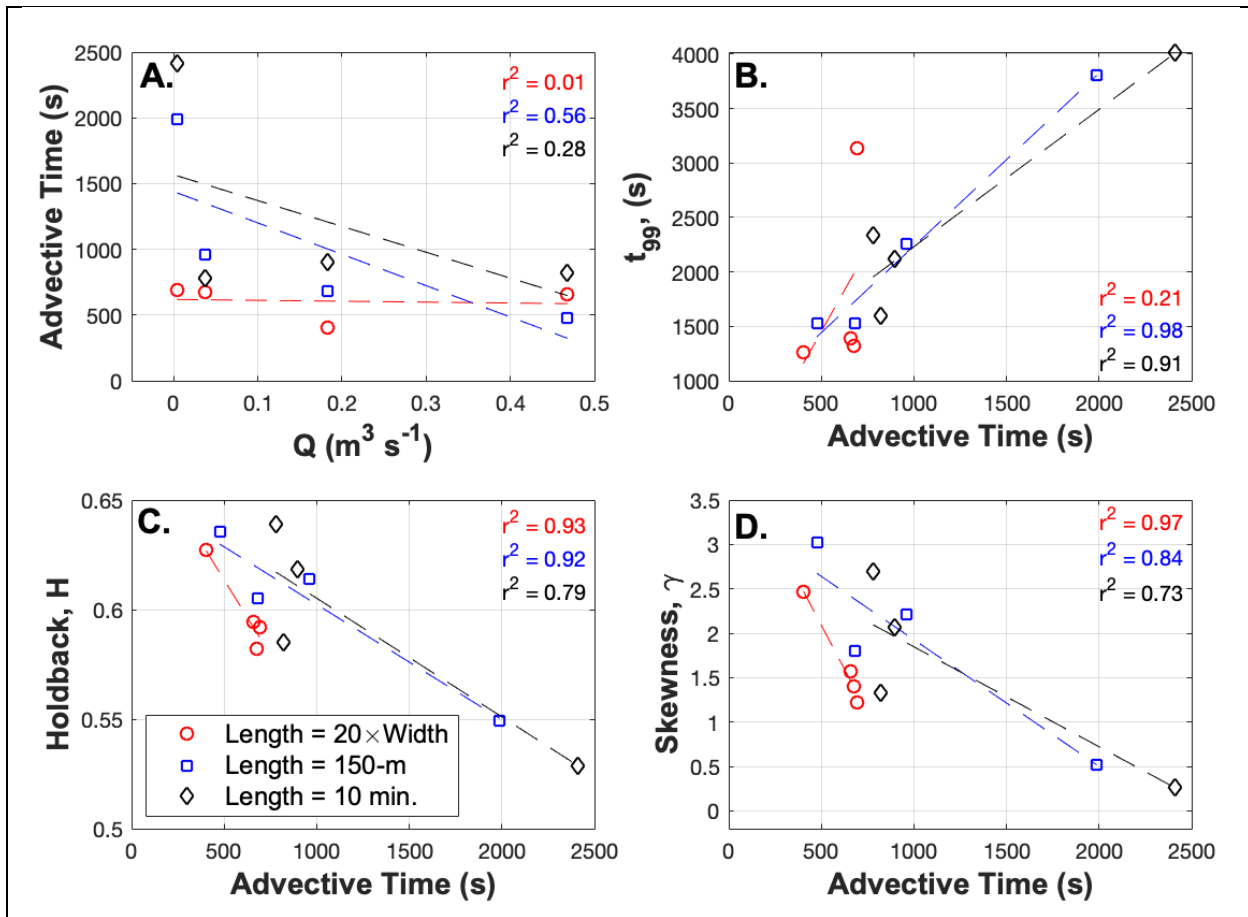 A.
r² = 0.01
r² = 0.56
r² = 0.28
2500
2000
1500
1000
500
0
Advective Time (s)
0
0.1
0.2
0.3
0.4
0.5
Q (m³ s⁻¹)
B.
4000
3500
3000
2500
2000
1500
1000
t₉₉, (s)
r² = 0.21
r² = 0.98
r² = 0.91
0
500
1000
1500
2000
2500
Advective Time (s)
C.
r² = 0.93
r² = 0.92
r² = 0.79
0.65
0.6
0.55
0.5
Holdback, H
Length = 20×Width
Length = 150-m
Length = 10 min.
0
500
1000
1500
2000
2500
Advective Time (s)
D.
r² = 0.97
r² = 0.84
r² = 0.73
3.5
3
2.5
2
1.5
1
0.5
0
Skewness, γ
0
500
1000
1500
2000
2500
Advective Time (s)